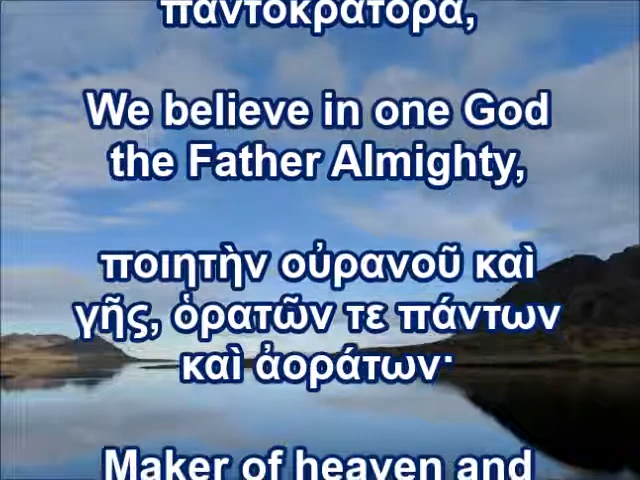 παντοκράτορα,
We believe in one God
the Father Almighty,
ποιητὴν οὐρανοῦ καὶ
γῆς, ὁρατῶν τε πάντων
καὶ ἀοράτων·
Maker of heaven and